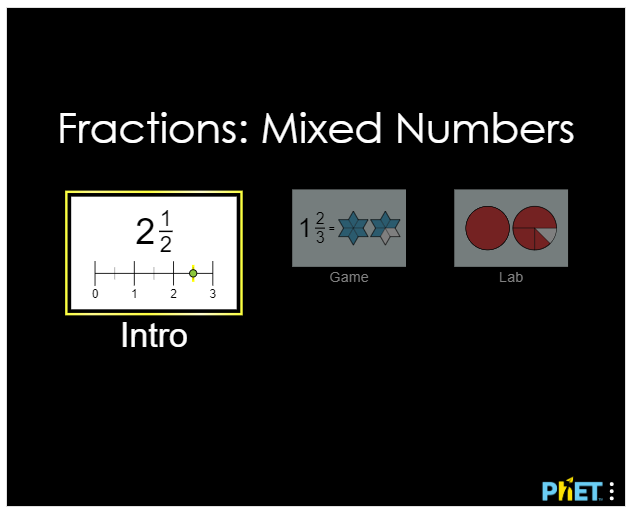 Fractions: Mixed Numbers
2 1/2
0 1 2 3
Intro
1 2/3 =
Game
Lab
PhET